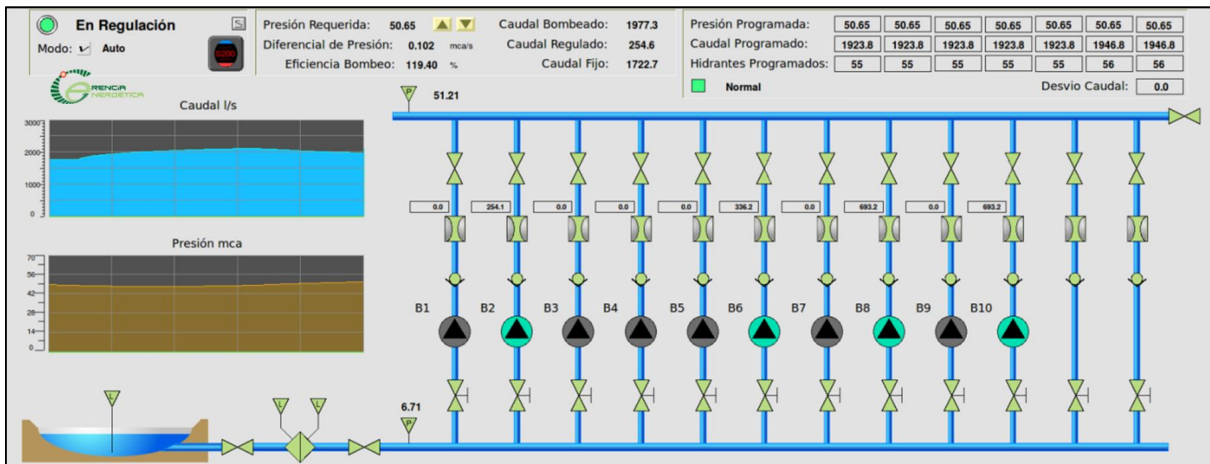 En Regulación S
Modo: Auto
S200
GERENCIA
ENERGETICA
Presión Requerida: 50.65
Diferencial de Presión: 0.102 mca/s
Eficiencia Bombeo: 119.40 %
Caudal Bombeado: 1977.3
Caudal Regulado: 254.6
Caudal Fijo: 1722.7
Presión Programada: 50.65 50.65 50.65 50.65 50.65 50.65 50.65
Caudal Programado: 1923.8 1923.8 1923.8 1923.8 1923.8 1946.8 1946.8
Hidrantes Programados: 55 55 55 55 55 56 56
Normal Desvio Caudal: 0.0
Caudal l/s
3000
2000
1000
0
Presión mca
70
56
42
28
14
0
P 51.21
0.0 254.1 0.0 0.0 0.0 336.2 0.0 693.2 0.0 693.2
B1 B2 B3 B4 B5 B6 B7 B8 B9 B10
L L L
6.71
P